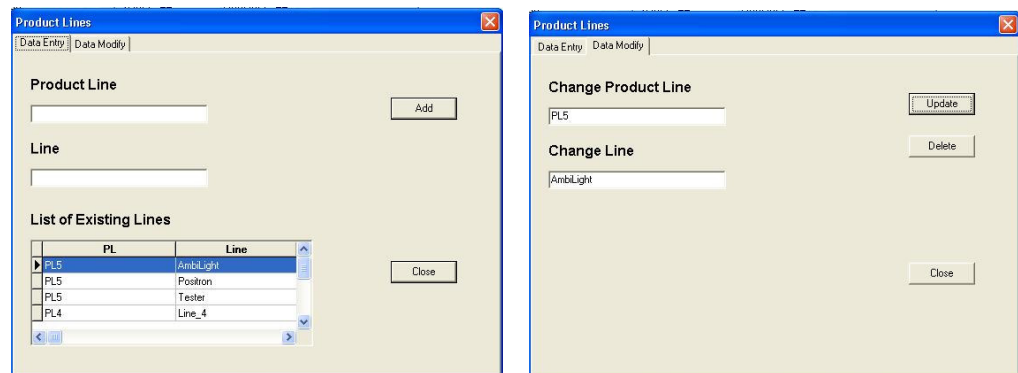 Product Lines
Data Entry Data Modify
Product Line
Add
Line
List of Existing Lines
PL Line
PL5 AmbiLight
PL5 Positron
PL5 Tester
PL4 Line_4
Close
Product Lines
Data Entry Data Modify
Change Product Line
Update
PL5
Change Line
Delete
AmbiLight
Close